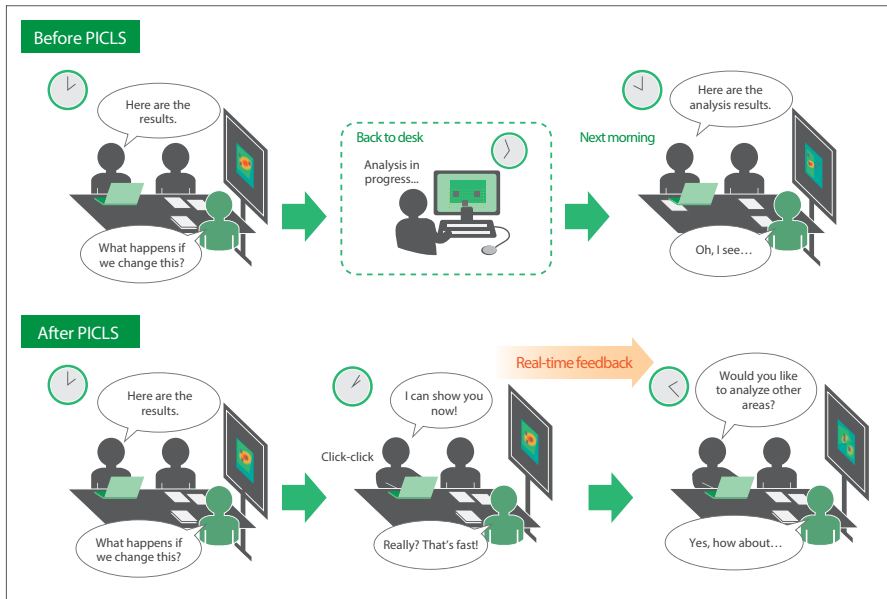 Before PICLS
Here are the
results.
What happens if
we change this?
Back to desk
Analysis in
progress...
Next morning
Here are the
analysis results.
Oh, I see…
After PICLS
Here are the
results.
What happens if
we change this?
Click-click
I can show you
now!
Really? That’s fast!
Real-time feedback
Would you like
to analyze other
areas?
Yes, how about…